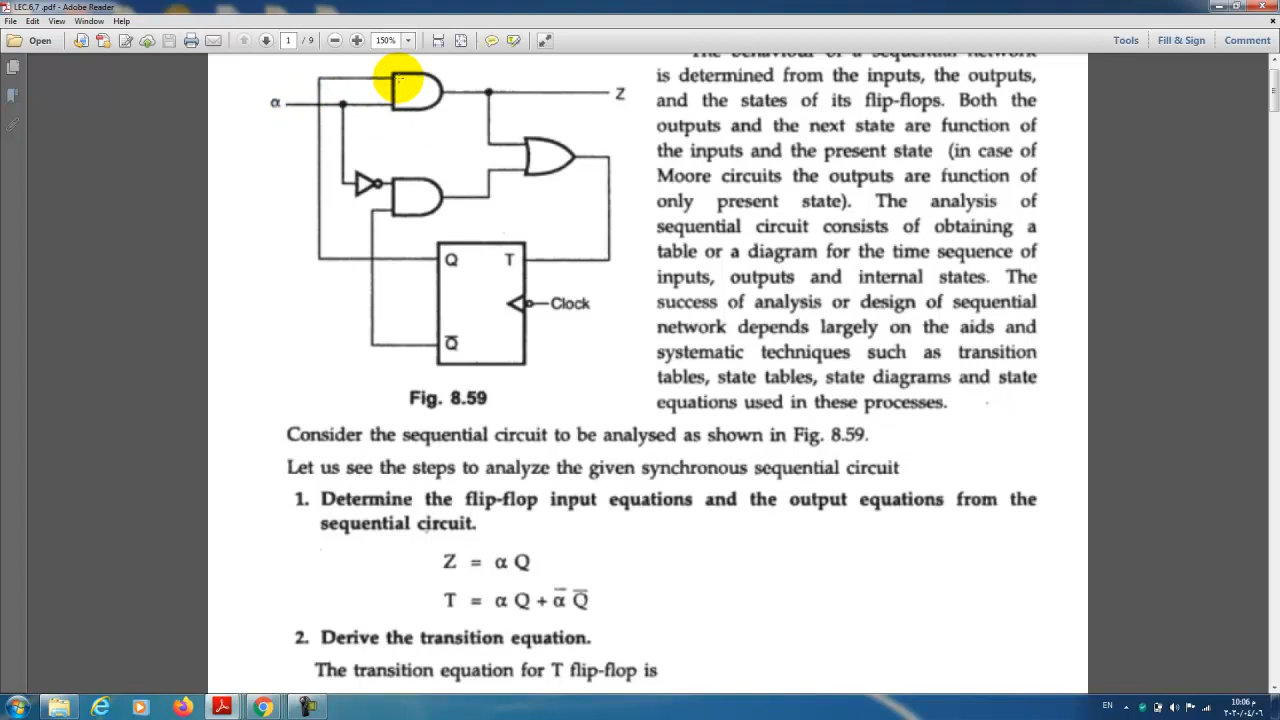 LEC.6,7 .pdf - Adobe Reader
File Edit View Window Help
Open 1 / 9 150% Tools Fill & Sign Comment
The behaviour of a sequential network
is determined from the inputs, the outputs,
and the states of its flip-flops. Both the
outputs and the next state are function of
the inputs and the present state (in case of
Moore circuits the outputs are function of
only present state). The analysis of
sequential circuit consists of obtaining a
table or a diagram for the time sequence of
inputs, outputs and internal states. The
success of analysis or design of sequential
network depends largely on the aids and
systematic techniques such as transition
tables, state tables, state diagrams and state
equations used in these processes.
α
Z
Q T
Clock
Q̅
Fig. 8.59
Consider the sequential circuit to be analysed as shown in Fig. 8.59.
Let us see the steps to analyze the given synchronous sequential circuit
1. Determine the flip-flop input equations and the output equations from the
sequential circuit.
Z = α Q
T = α Q + α̅ Q̅
2. Derive the transition equation.
The transition equation for T flip-flop is
EN
10:06 م
٢٠٢٠/٠٤/٠٦